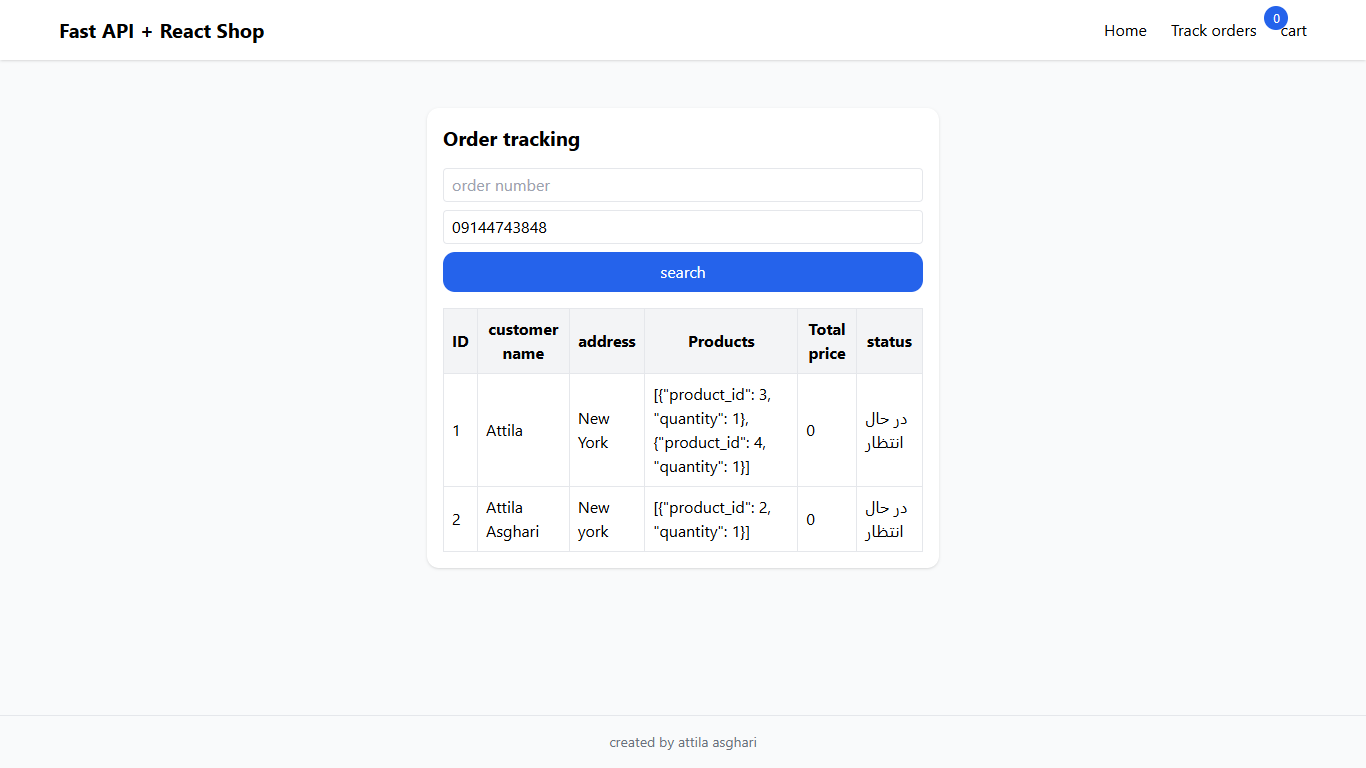 Fast API + React Shop
Home
Track orders
0
cart
Order tracking
order number
09144743848
search
ID
customer
name
address
Products
Total
price
status
1
Attila
New
York
[{"product_id": 3,
"quantity": 1},
{"product_id": 4,
"quantity": 1}]
0
در حال
انتظار
2
Attila
Asghari
New
york
[{"product_id": 2,
"quantity": 1}]
0
در حال
انتظار
created by attila asghari